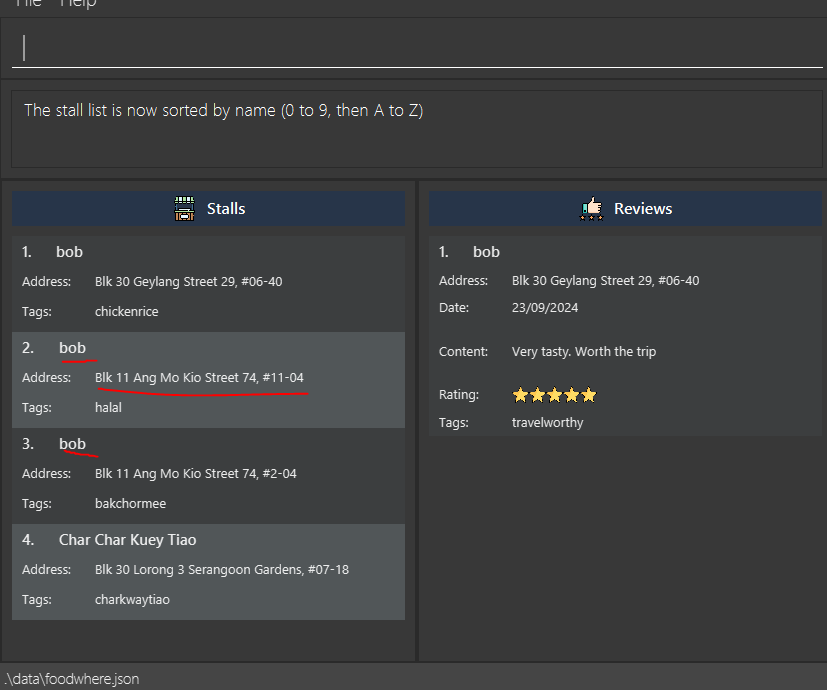 File Help
The stall list is now sorted by name (0 to 9, then A to Z)
Stalls
1. bob
Address: Blk 30 Geylang Street 29, #06-40
Tags: chickenrice
2. bob
Address: Blk 11 Ang Mo Kio Street 74, #11-04
Tags: halal
3. bob
Address: Blk 11 Ang Mo Kio Street 74, #2-04
Tags: bakchormee
4. Char Char Kuey Tiao
Address: Blk 30 Lorong 3 Serangoon Gardens, #07-18
Tags: charkwaytiao
Reviews
1. bob
Address: Blk 30 Geylang Street 29, #06-40
Date: 23/09/2024
Content: Very tasty. Worth the trip
Rating:
Tags: travelworthy
.\data\foodwhere.json